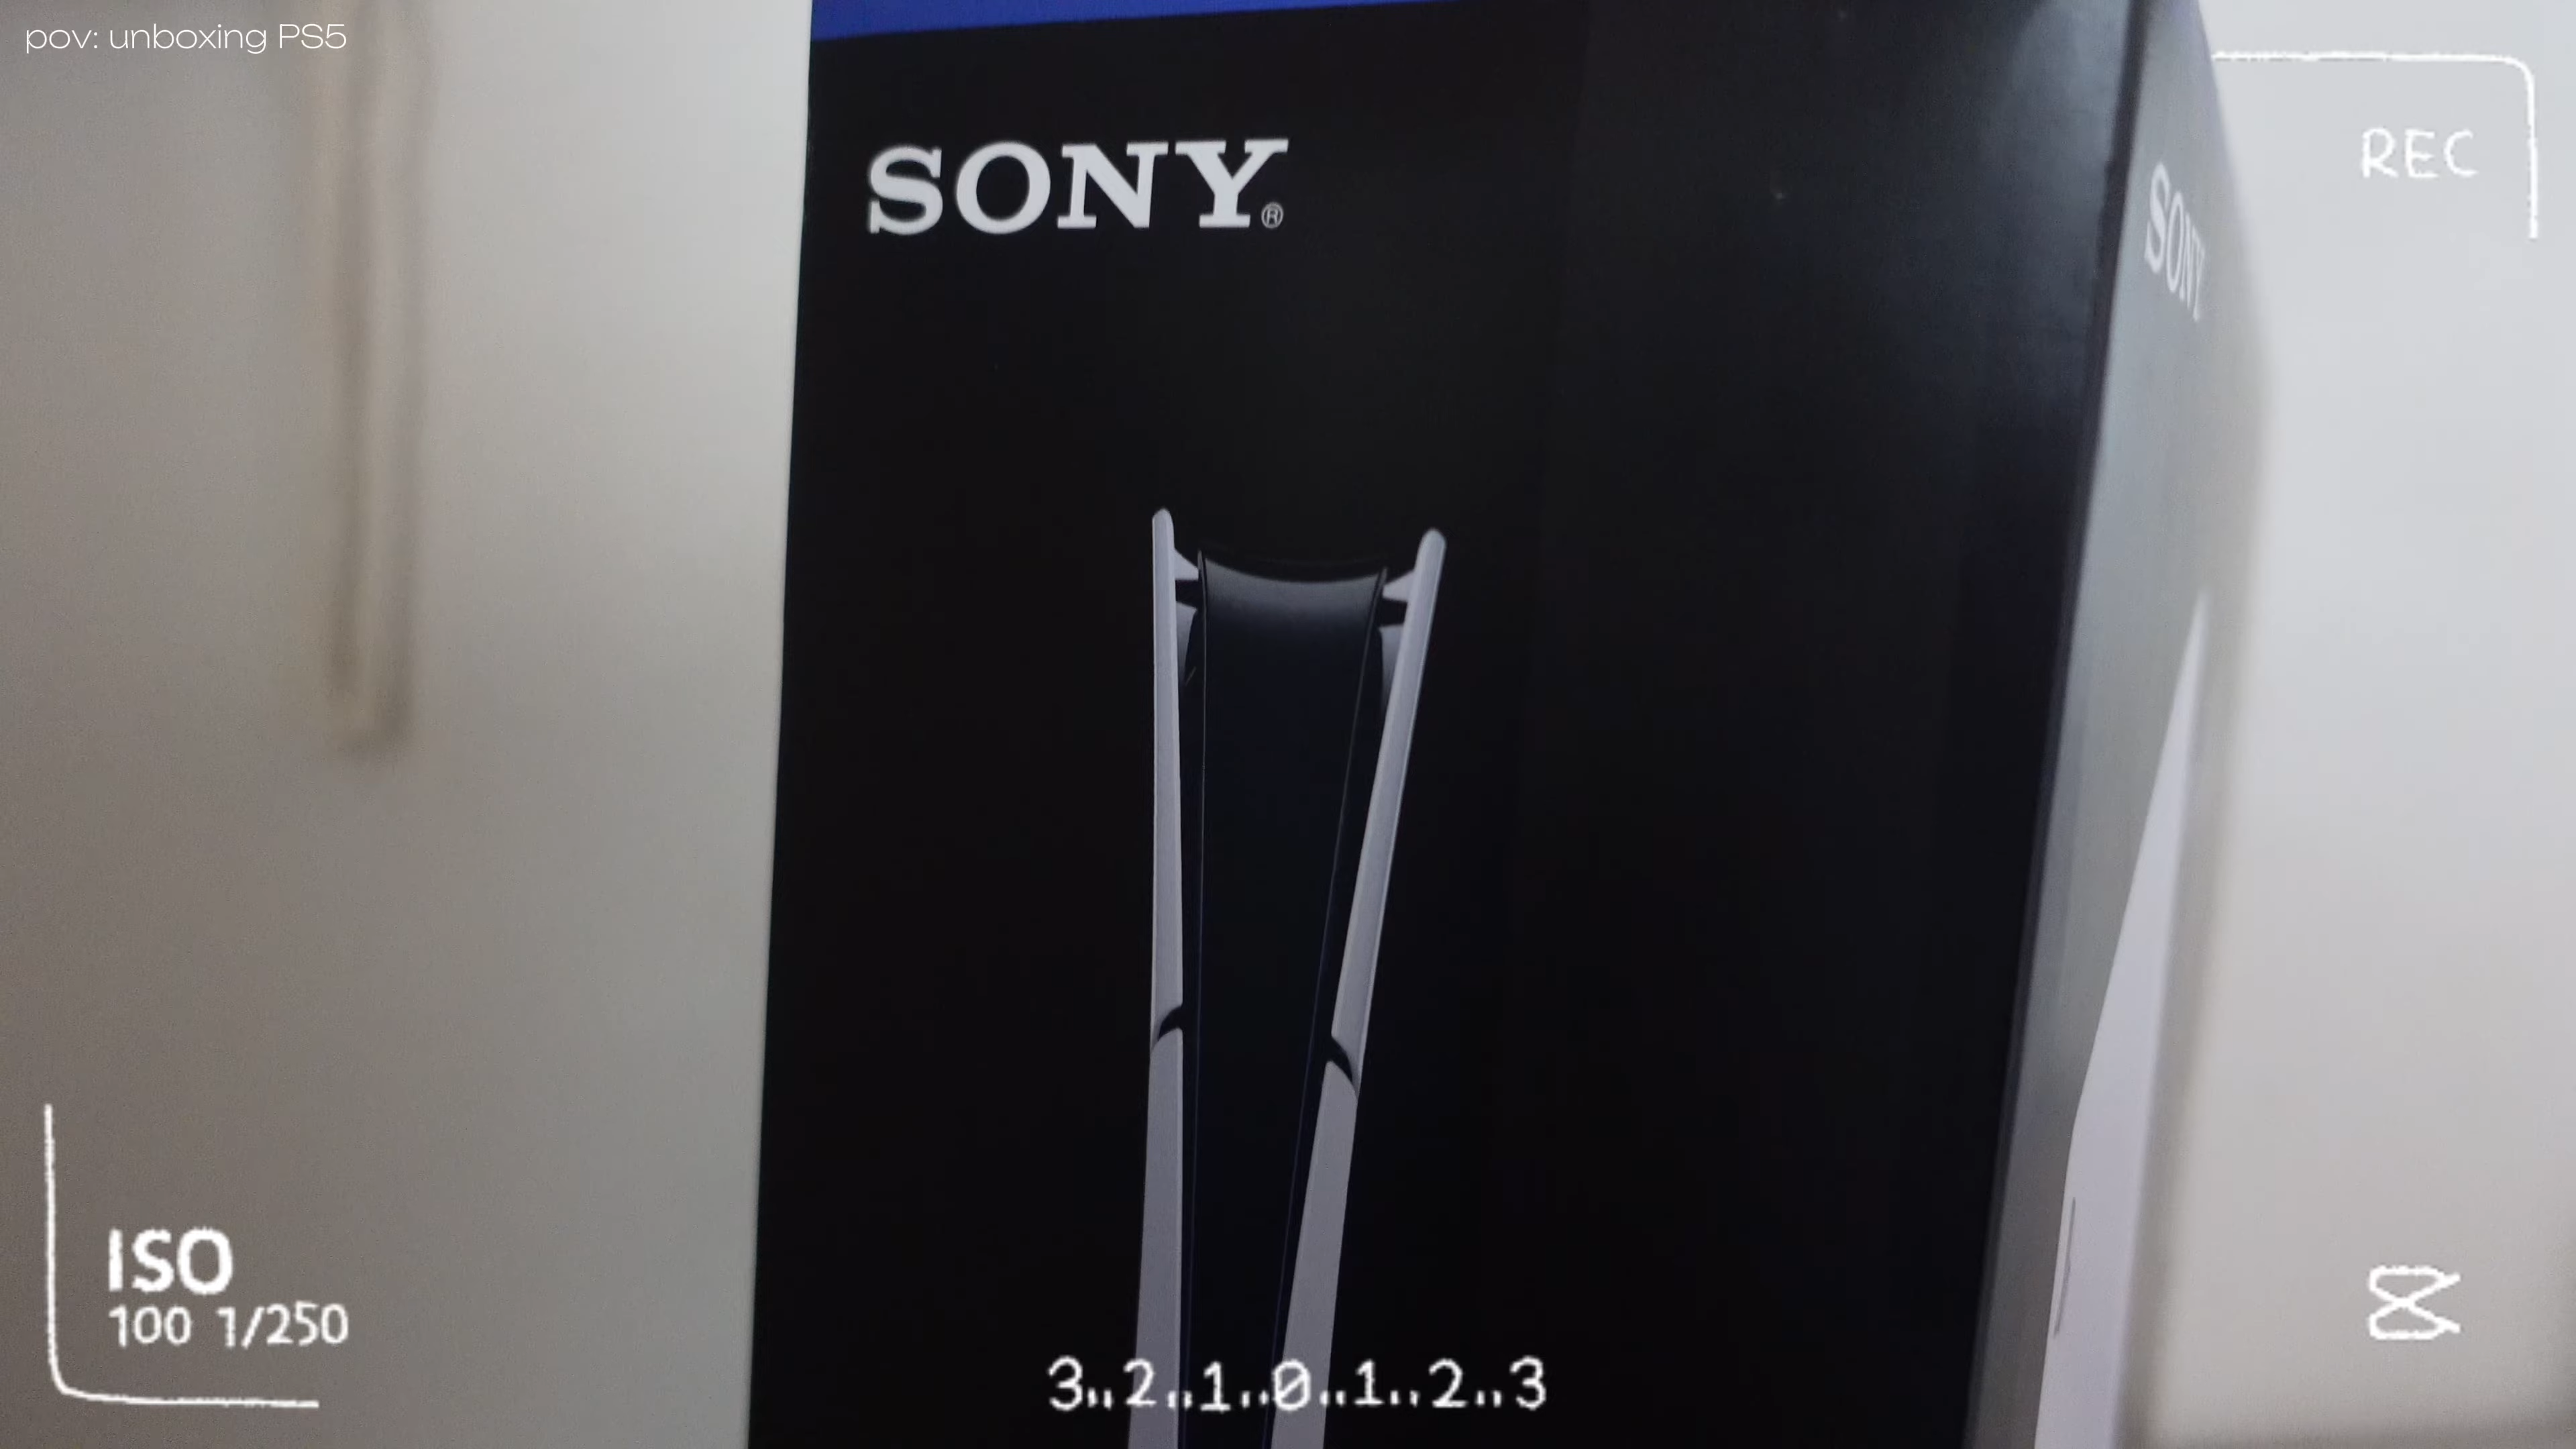 pov: unboxing PS5
SONY®
SONY
REC
ISO
100 1/250
3..2..1..0..1..2..3